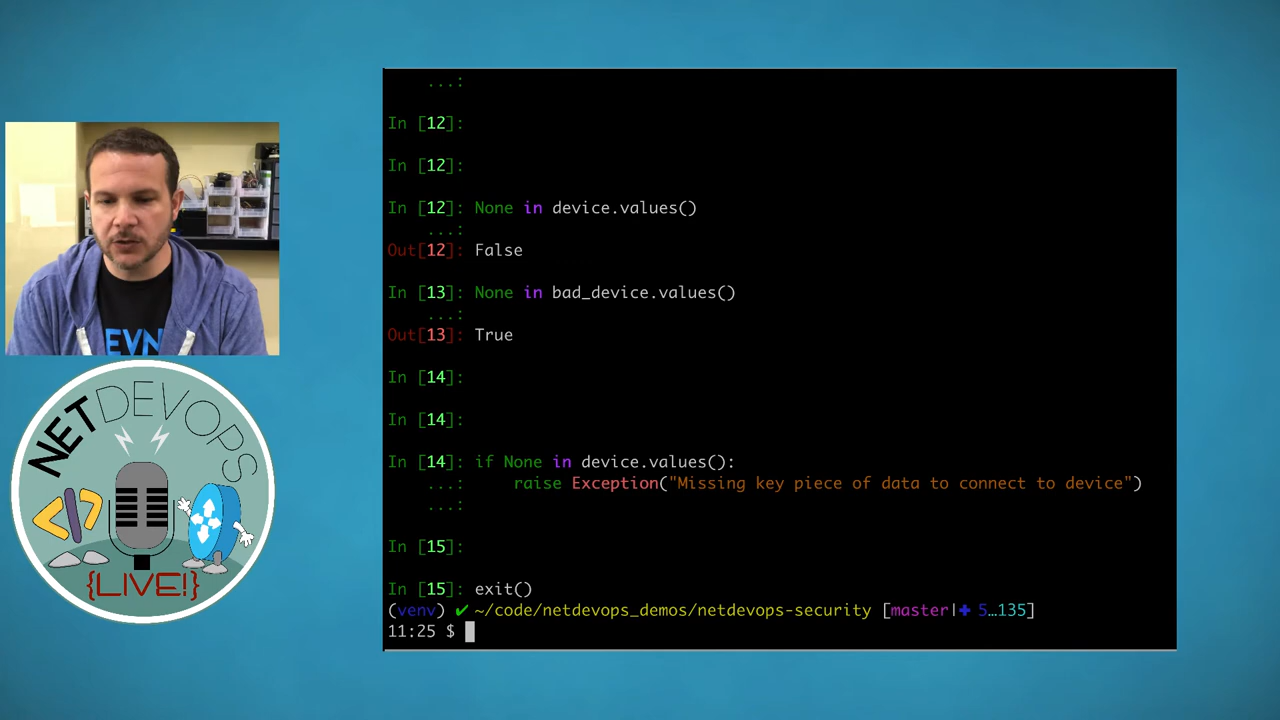 ...:
In [12]:
In [12]:
In [12]: None in device.values()
...:
Out[12]: False
In [13]: None in bad_device.values()
...:
Out[13]: True
In [14]:
In [14]:
In [14]: if None in device.values():
...: raise Exception("Missing key piece of data to connect to device")
...:
In [15]:
In [15]: exit()
(venv) ✔ ~/code/netdevops_demos/netdevops-security [master|✚ 5…135]
11:25 $
EVN
NETDEVOPS
</>
{LIVE!}